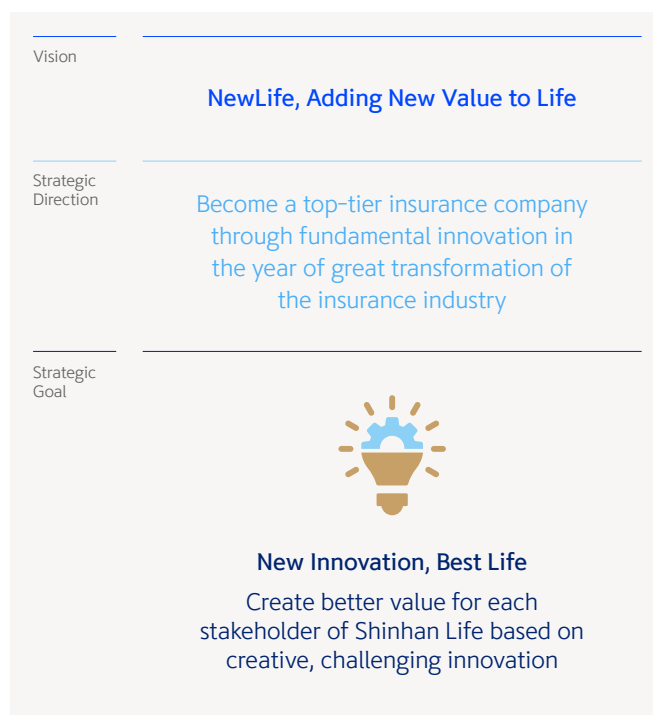 Vision
NewLife, Adding New Value to Life
Strategic
Direction
Become a top-tier insurance company
through fundamental innovation in
the year of great transformation of
the insurance industry
Strategic
Goal
New Innovation, Best Life
Create better value for each
stakeholder of Shinhan Life based on
creative, challenging innovation